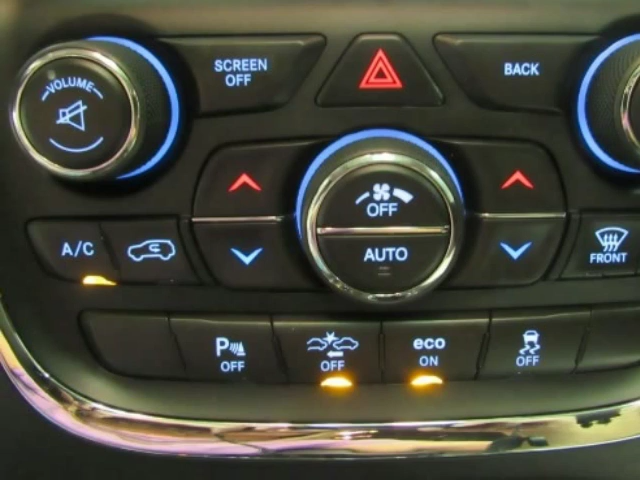 VOLUME
SCREEN
OFF
BACK
OFF
AUTO
A/C
FRONT
P
OFF
OFF
eco
ON
OFF